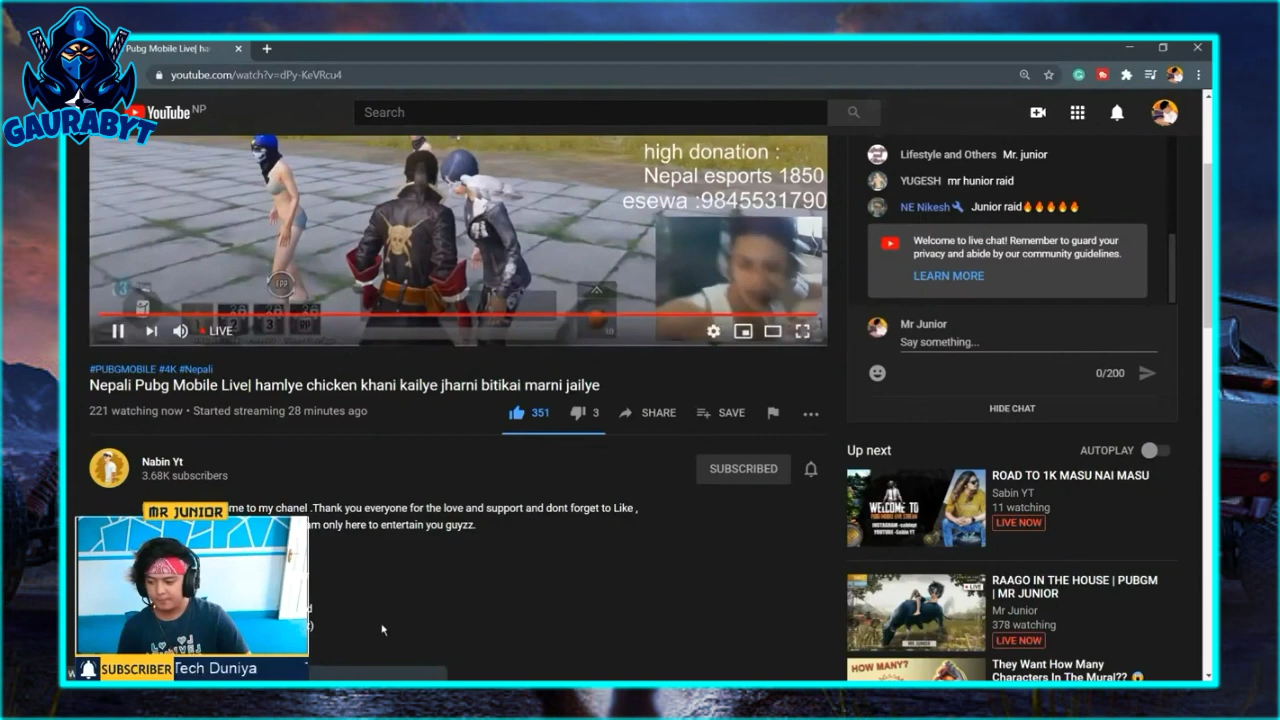 GAURABYT
Pubg Mobile Live| ha
youtube.com/watch?v=dPy-KeVRcu4
YouTube NP
Search
high donation :
Nepal esports 1850
esewa :9845531790
FPP
LIVE
Lifestyle and Others Mr. junior
YUGESH mr hunior raid
NE Nikesh Junior raid🔥🔥🔥🔥🔥
Welcome to live chat! Remember to guard your
privacy and abide by our community guidelines.
LEARN MORE
Mr Junior
Say something...
0/200
HIDE CHAT
#PUBGMOBILE #4K #Nepali
Nepali Pubg Mobile Live| hamlye chicken khani kailye jharni bitikai marni jailye
221 watching now • Started streaming 28 minutes ago
351
3
SHARE
SAVE
Nabin Yt
3.68K subscribers
SUBSCRIBED
me to my chanel .Thank you everyone for the love and support and dont forget to Like ,
am only here to entertain you guyzz.
MR JUNIOR
SUBSCRIBER Tech Duniya
Up next
AUTOPLAY
ROAD TO 1K MASU NAI MASU
Sabin YT
11 watching
LIVE NOW
WELCOME
TO
RAAGO IN THE HOUSE | PUBGM
| MR JUNIOR
Mr Junior
378 watching
LIVE NOW
HOW MANY?
They Want How Many
Characters In The Mural??